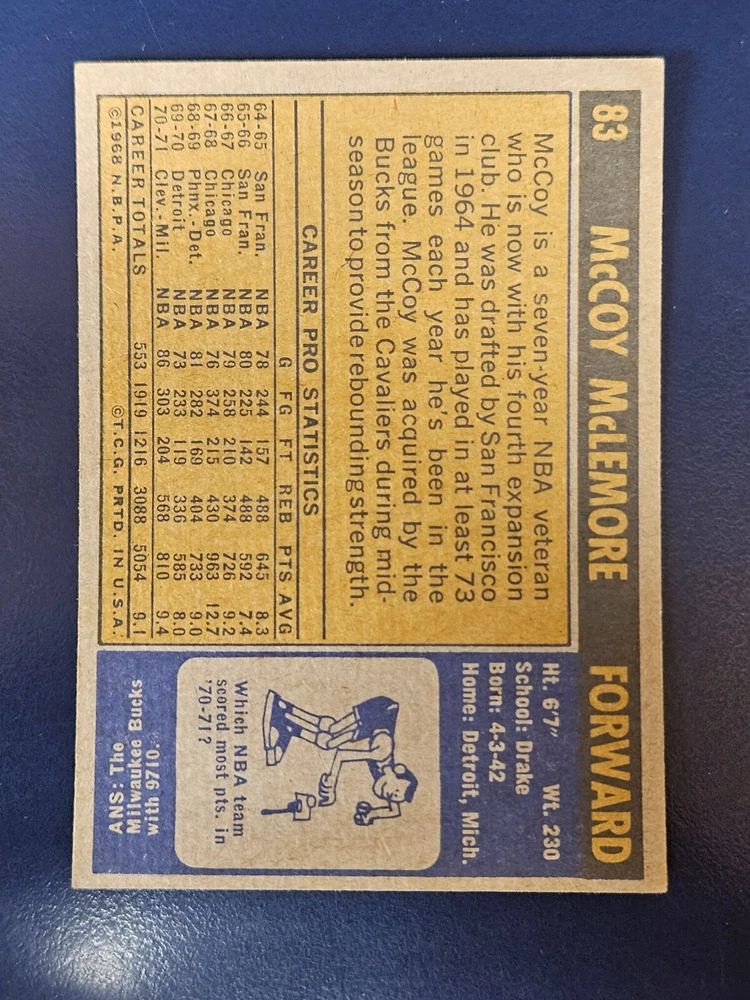 83 McCOY McLEMORE FORWARD
McCoy is a seven-year NBA veteran
who is now with his fourth expansion
club. He was drafted by San Francisco
in 1964 and has played in at least 73
games each year he's been in the
league. McCoy was acquired by the
Bucks from the Cavaliers during mid-
season to provide rebounding strength.
CAREER PRO STATISTICS
G FG FT REB PTS AVG
64-65 San Fran. NBA 78 244 157 488 645 8.3
65-66 San Fran. NBA 80 225 142 488 592 7.4
66-67 Chicago NBA 79 258 210 374 726 9.2
67-68 Chicago NBA 76 374 215 430 963 12.7
68-69 Phnx.-Det. NBA 81 282 169 404 733 9.0
69-70 Detroit NBA 73 233 119 336 585 8.0
70-71 Clev.-Mil. NBA 86 303 204 568 810 9.4
CAREER TOTALS 553 1919 1216 3088 5054 9.1
©1968 N.B.P.A. ©T.C.G. PRTD. IN U.S.A.
Ht. 6'7" Wt. 230
School: Drake
Born: 4-3-42
Home: Detroit, Mich.
Which NBA team
scored most pts. in
'70-71?
ANS: The
Milwaukee Bucks
with 9710.